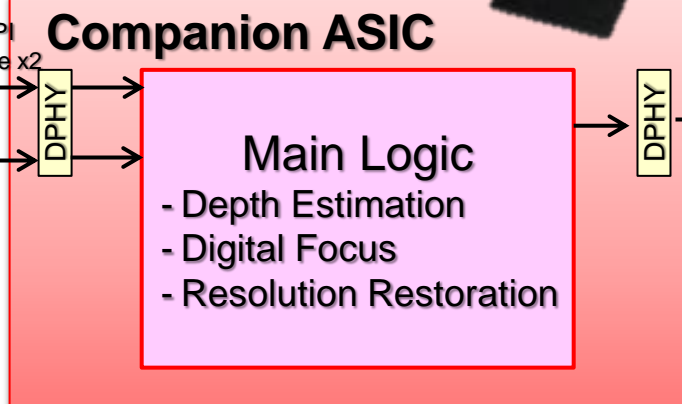 Companion ASIC
x2
DPHY
Main Logic
- Depth Estimation
- Digital Focus
- Resolution Restoration
DPHY